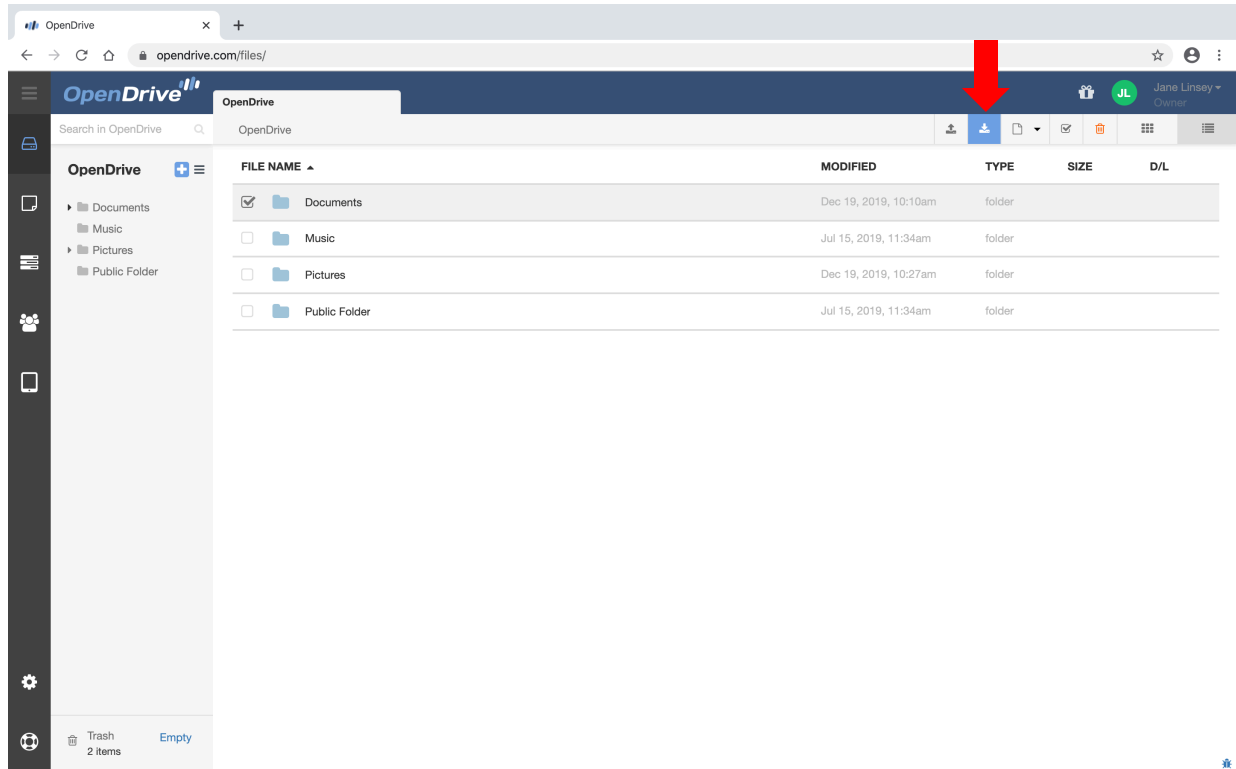 OpenDrive
opendrive.com/files/
OpenDrive
OpenDrive
JL
Jane Linsey
Owner
Search in OpenDrive
OpenDrive
OpenDrive
FILE NAME
MODIFIED
TYPE
SIZE
D/L
Documents
Music
Pictures
Public Folder
Documents
Dec 19, 2019, 10:10am
folder
Music
Jul 15, 2019, 11:34am
folder
Pictures
Dec 19, 2019, 10:27am
folder
Public Folder
Jul 15, 2019, 11:34am
folder
Trash
Empty
2 items